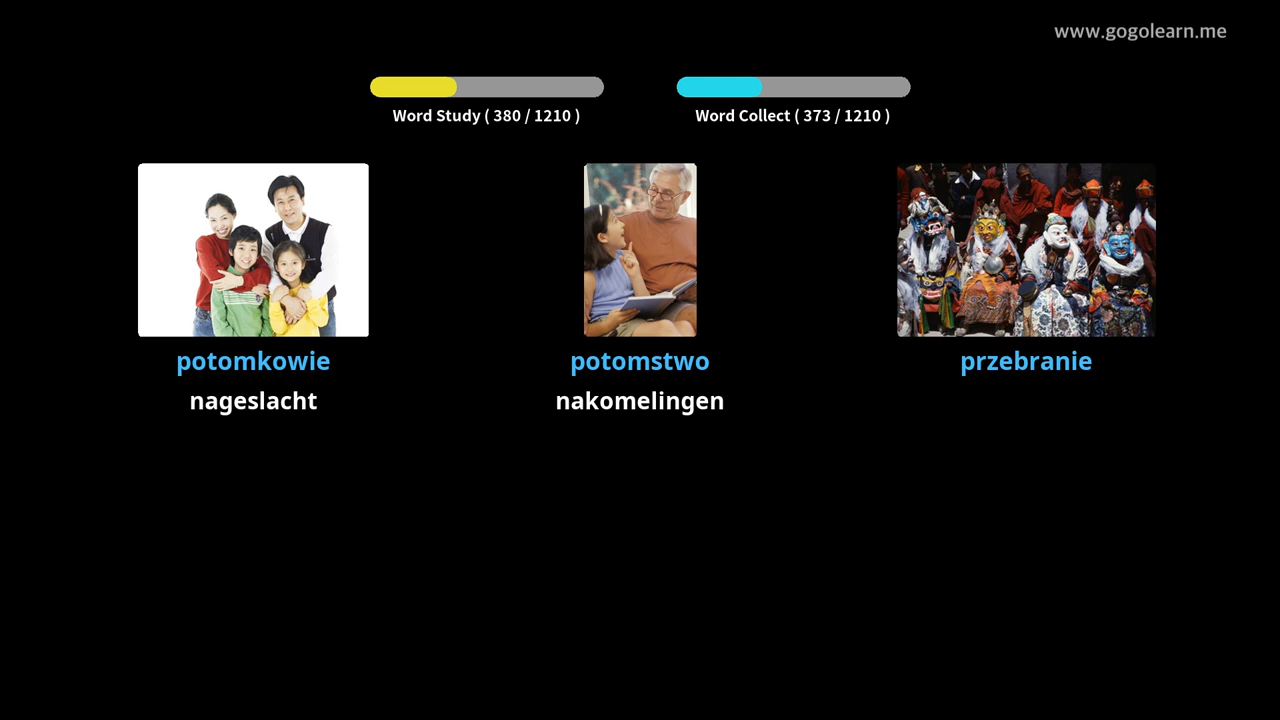 www.gogolearn.me
Word Study ( 380 / 1210 )
Word Collect ( 373 / 1210 )
potomkowie
potomstwo
przebranie
nageslacht
nakomelingen